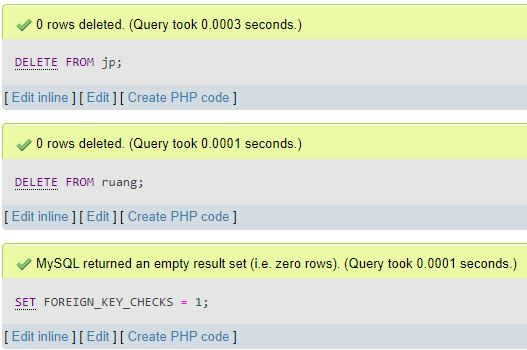 0 rows deleted. (Query took 0.0003 seconds.)
DELETE FROM jp;
[ Edit inline ] [ Edit ] [ Create PHP code ]
0 rows deleted. (Query took 0.0001 seconds.)
DELETE FROM ruang;
[ Edit inline ] [ Edit ] [ Create PHP code ]
MySQL returned an empty result set (i.e. zero rows). (Query took 0.0001 seconds.)
SET FOREIGN_KEY_CHECKS = 1;
[ Edit inline ] [ Edit ] [ Create PHP code ]